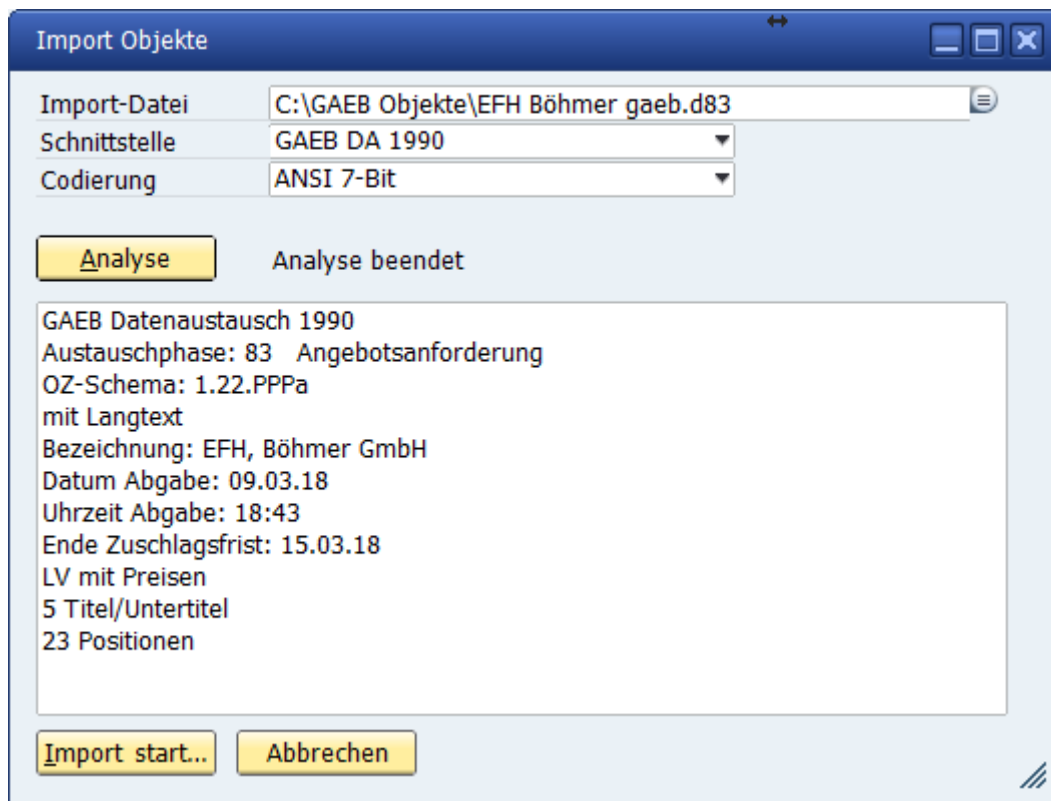 Import Objekte
Import-Datei C:\GAEB Objekte\EFH Böhmer gaeb.d83
Schnittstelle GAEB DA 1990
Codierung ANSI 7-Bit
Analyse Analyse beendet
GAEB Datenaustausch 1990
Austauschphase: 83   Angebotsanforderung
OZ-Schema: 1.22.PPPa
mit Langtext
Bezeichnung: EFH, Böhmer GmbH
Datum Abgabe: 09.03.18
Uhrzeit Abgabe: 18:43
Ende Zuschlagsfrist: 15.03.18
LV mit Preisen
5 Titel/Untertitel
23 Positionen
Import start... Abbrechen